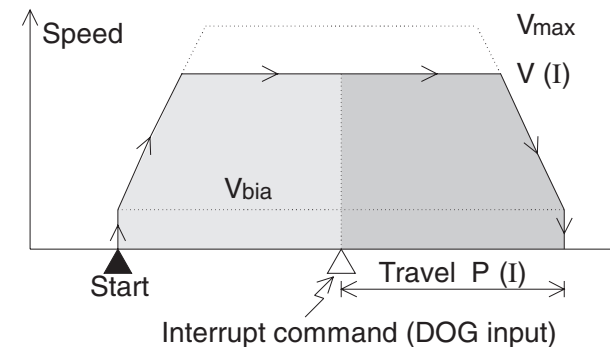 Speed
Vmax
V (I)
Vbia
Start
Travel P (I)
Interrupt command (DOG input)